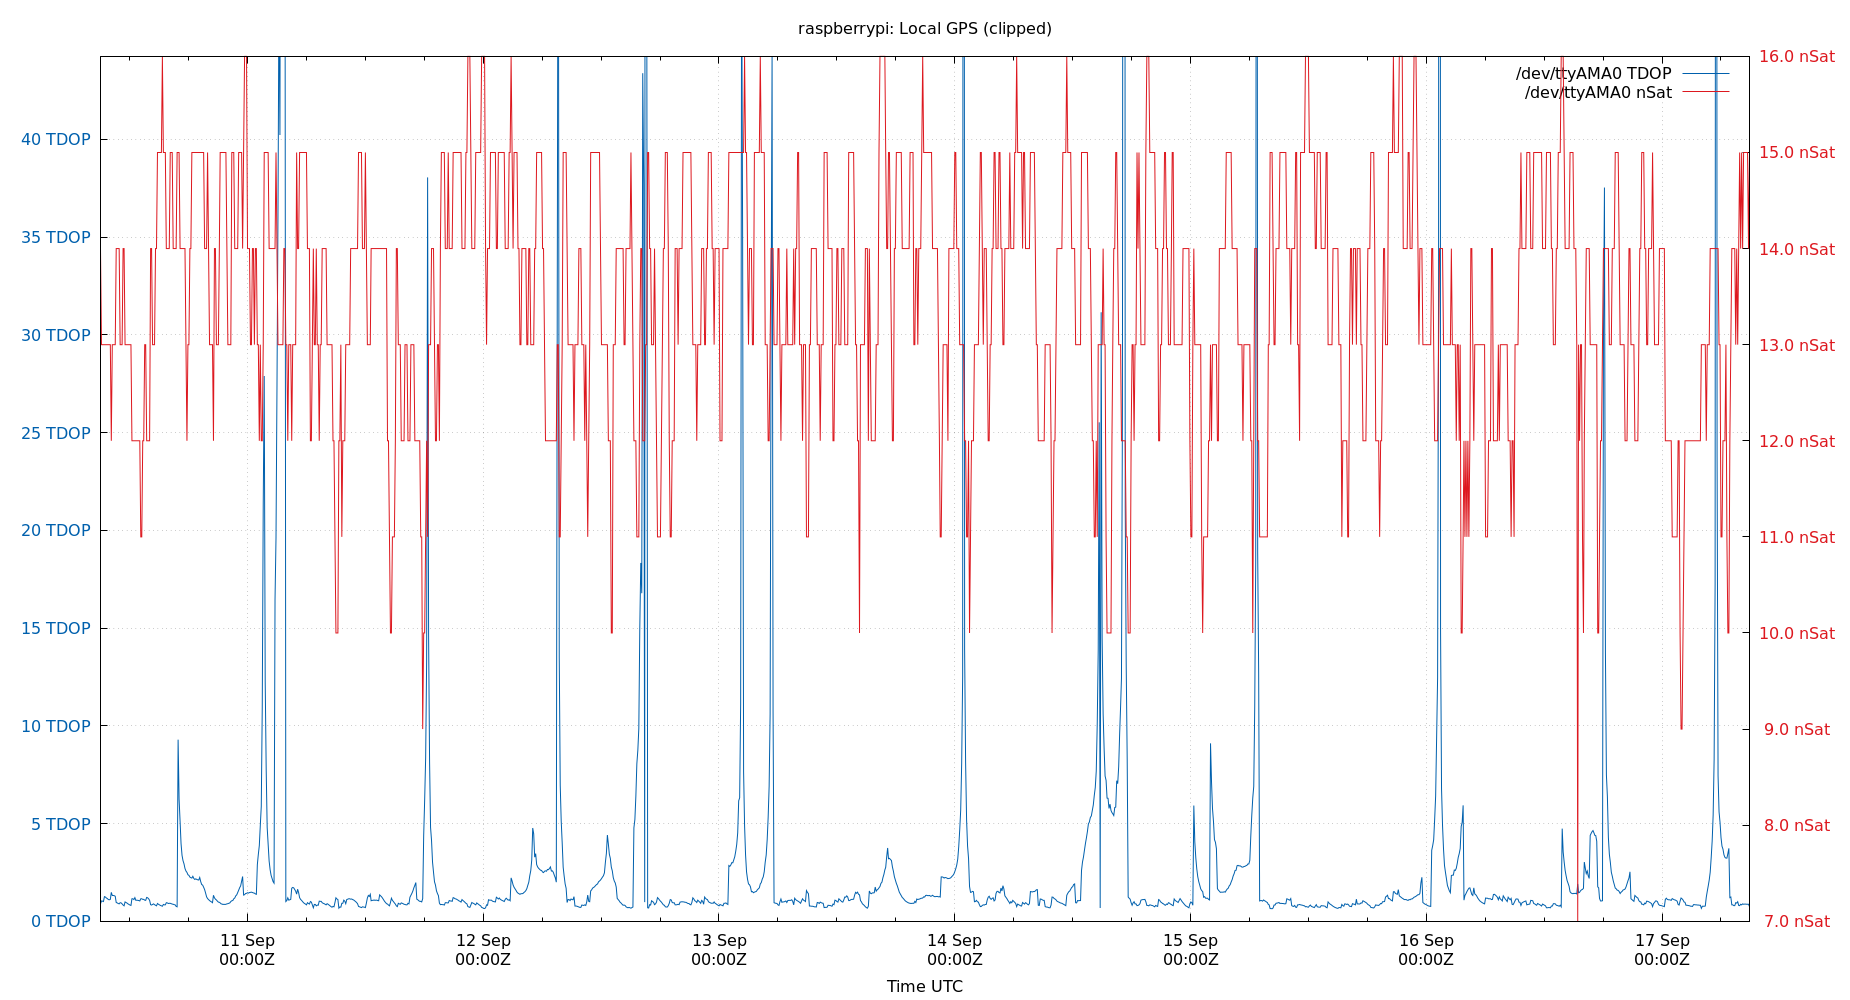 raspberrypi: Local GPS (clipped)
/dev/ttyAMA0 TDOP
/dev/ttyAMA0 nSat
40 TDOP
35 TDOP
30 TDOP
25 TDOP
20 TDOP
15 TDOP
10 TDOP
5 TDOP
0 TDOP
16.0 nSat
15.0 nSat
14.0 nSat
13.0 nSat
12.0 nSat
11.0 nSat
10.0 nSat
9.0 nSat
8.0 nSat
7.0 nSat
11 Sep
00:00Z
12 Sep
00:00Z
13 Sep
00:00Z
14 Sep
00:00Z
15 Sep
00:00Z
16 Sep
00:00Z
17 Sep
00:00Z
Time UTC